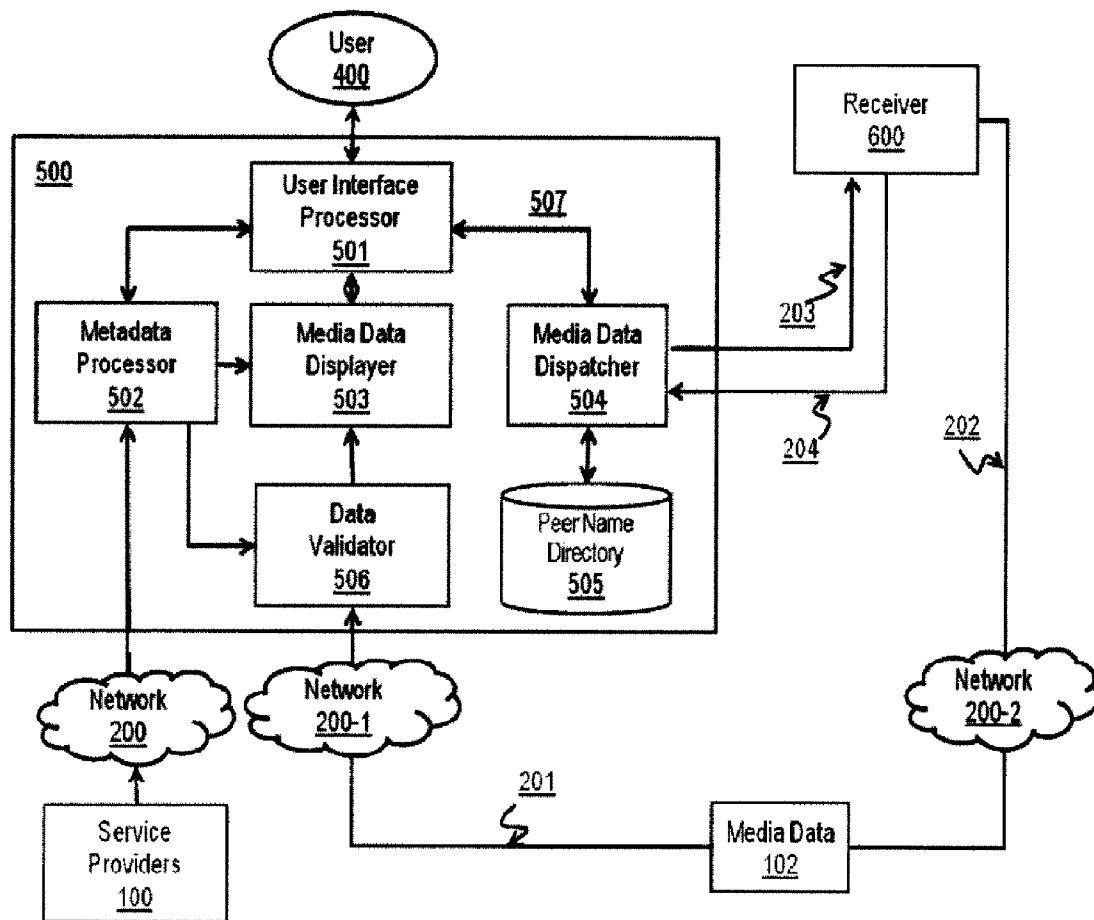 User
400
Receiver
600
500
User Interface
Processor
501
507
Metadata
Processor
502
Media Data
Displayer
503
Media Data
Dispatcher
504
203
204
202
Data
Validator
506
Peer Name
Directory
505
Network
200
Network
200-1
Network
200-2
201
Service
Providers
100
Media Data
102